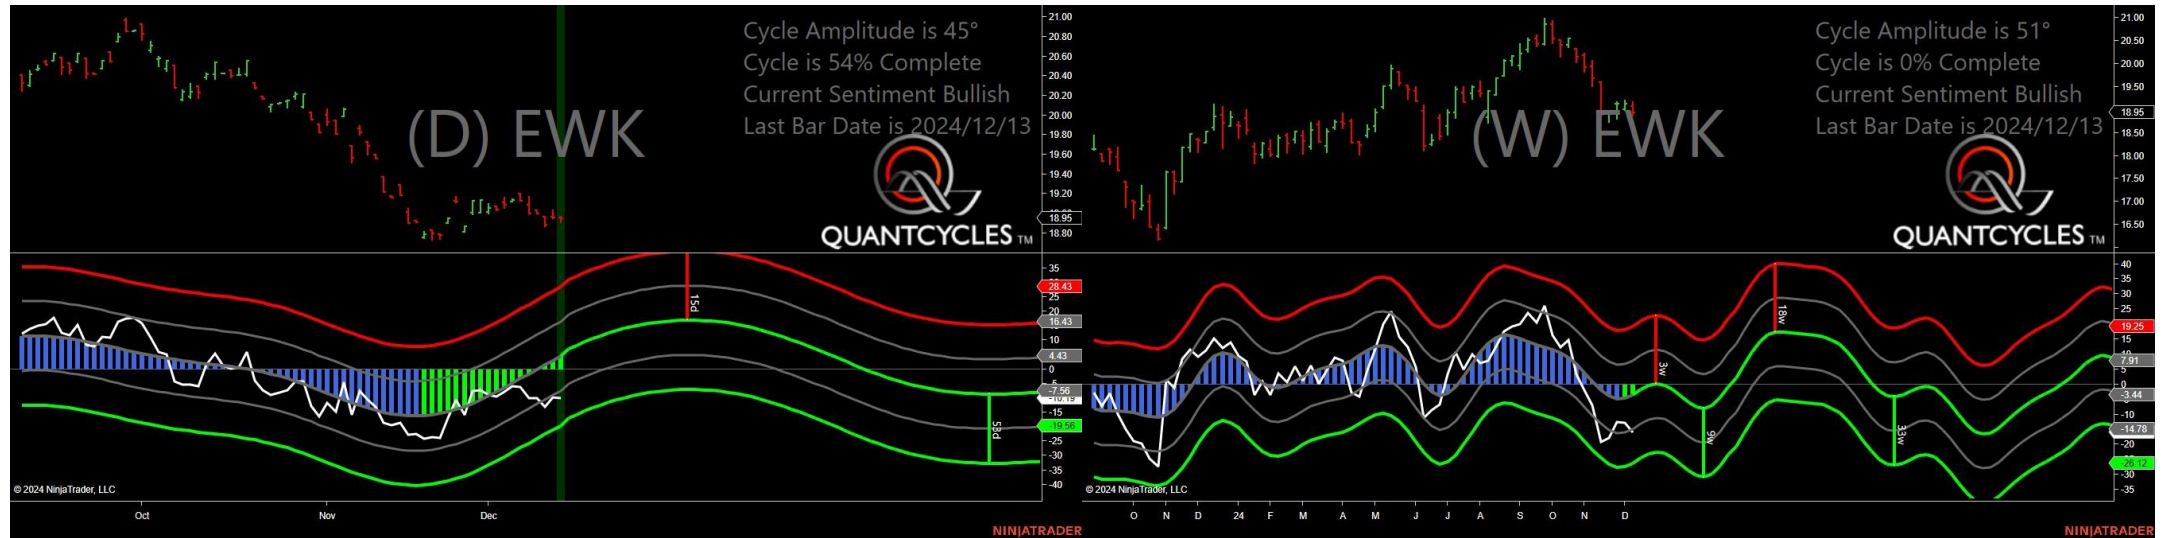 Cycle Amplitude is 45°
Cycle is 54% Complete
Current Sentiment Bullish
Last Bar Date is 2024/12/13
(D) EWK
QUANTCYCLES TM
21.00
20.80
20.60
20.40
20.20
20.00
19.80
19.60
19.40
19.20
18.95
18.80
35
28.43
25
20
16.43
10
4.43
0
-7.56
-10.19
-15
-19.56
-25
-30
-35
-40
15d
53d
© 2024 NinjaTrader, LLC
Oct
Nov
Dec
NINJATRADER
Cycle Amplitude is 51°
Cycle is 0% Complete
Current Sentiment Bullish
Last Bar Date is 2024/12/13
(W) EWK
QUANTCYCLES TM
21.00
20.50
20.00
19.50
18.95
18.50
18.00
17.50
17.00
16.50
40
35
30
19.25
15
7.91
5
0
-3.44
-10
-14.78
-20
-26.12
-30
-35
3w
9w
18w
33w
© 2024 NinjaTrader, LLC
O N D 24 F M A M J J A S O N D
NINJATRADER